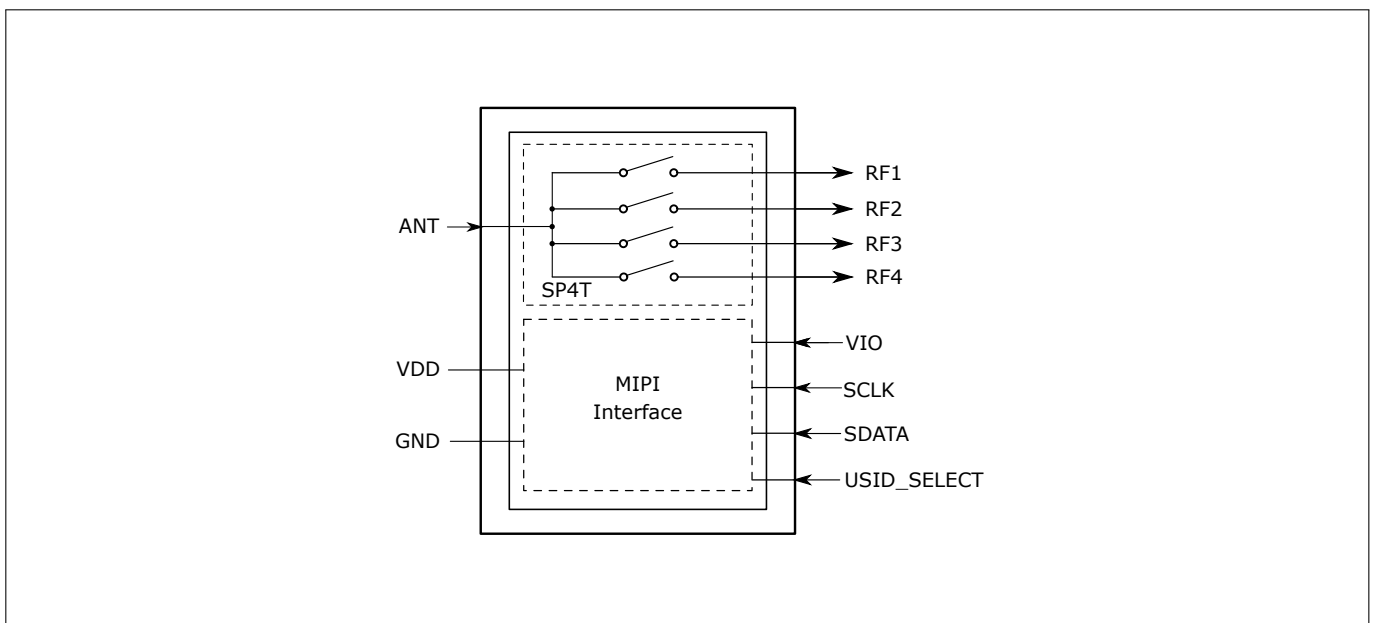 RF1
RF2
ANT
RF3
RF4
SP4T
VIO
VDD
MIPI
Interface
SCLK
GND
SDATA
USID_SELECT